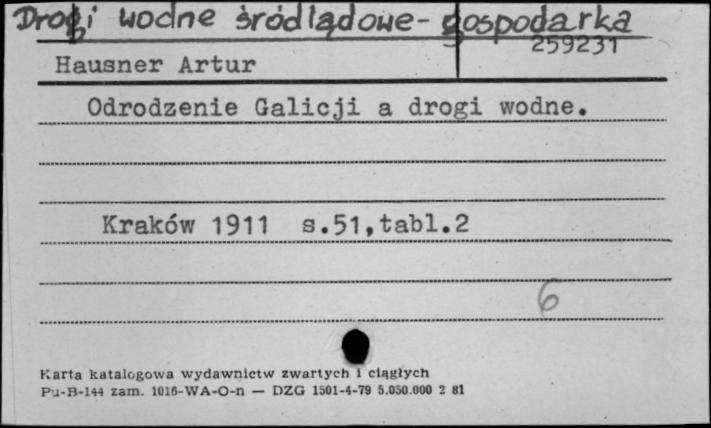 Drogi wodne śródlądowe - gospodarka
259231
Hausner Artur
Odrodzenie Galicji a drogi wodne.
Kraków 1911 s.51,tabl.2
6
Karta katalogowa wydawnictw zwartych i ciągłych
Pu-B-144 zam. 1016-WA-O-n — DZG 1501-4-79 5.050.000 2 81